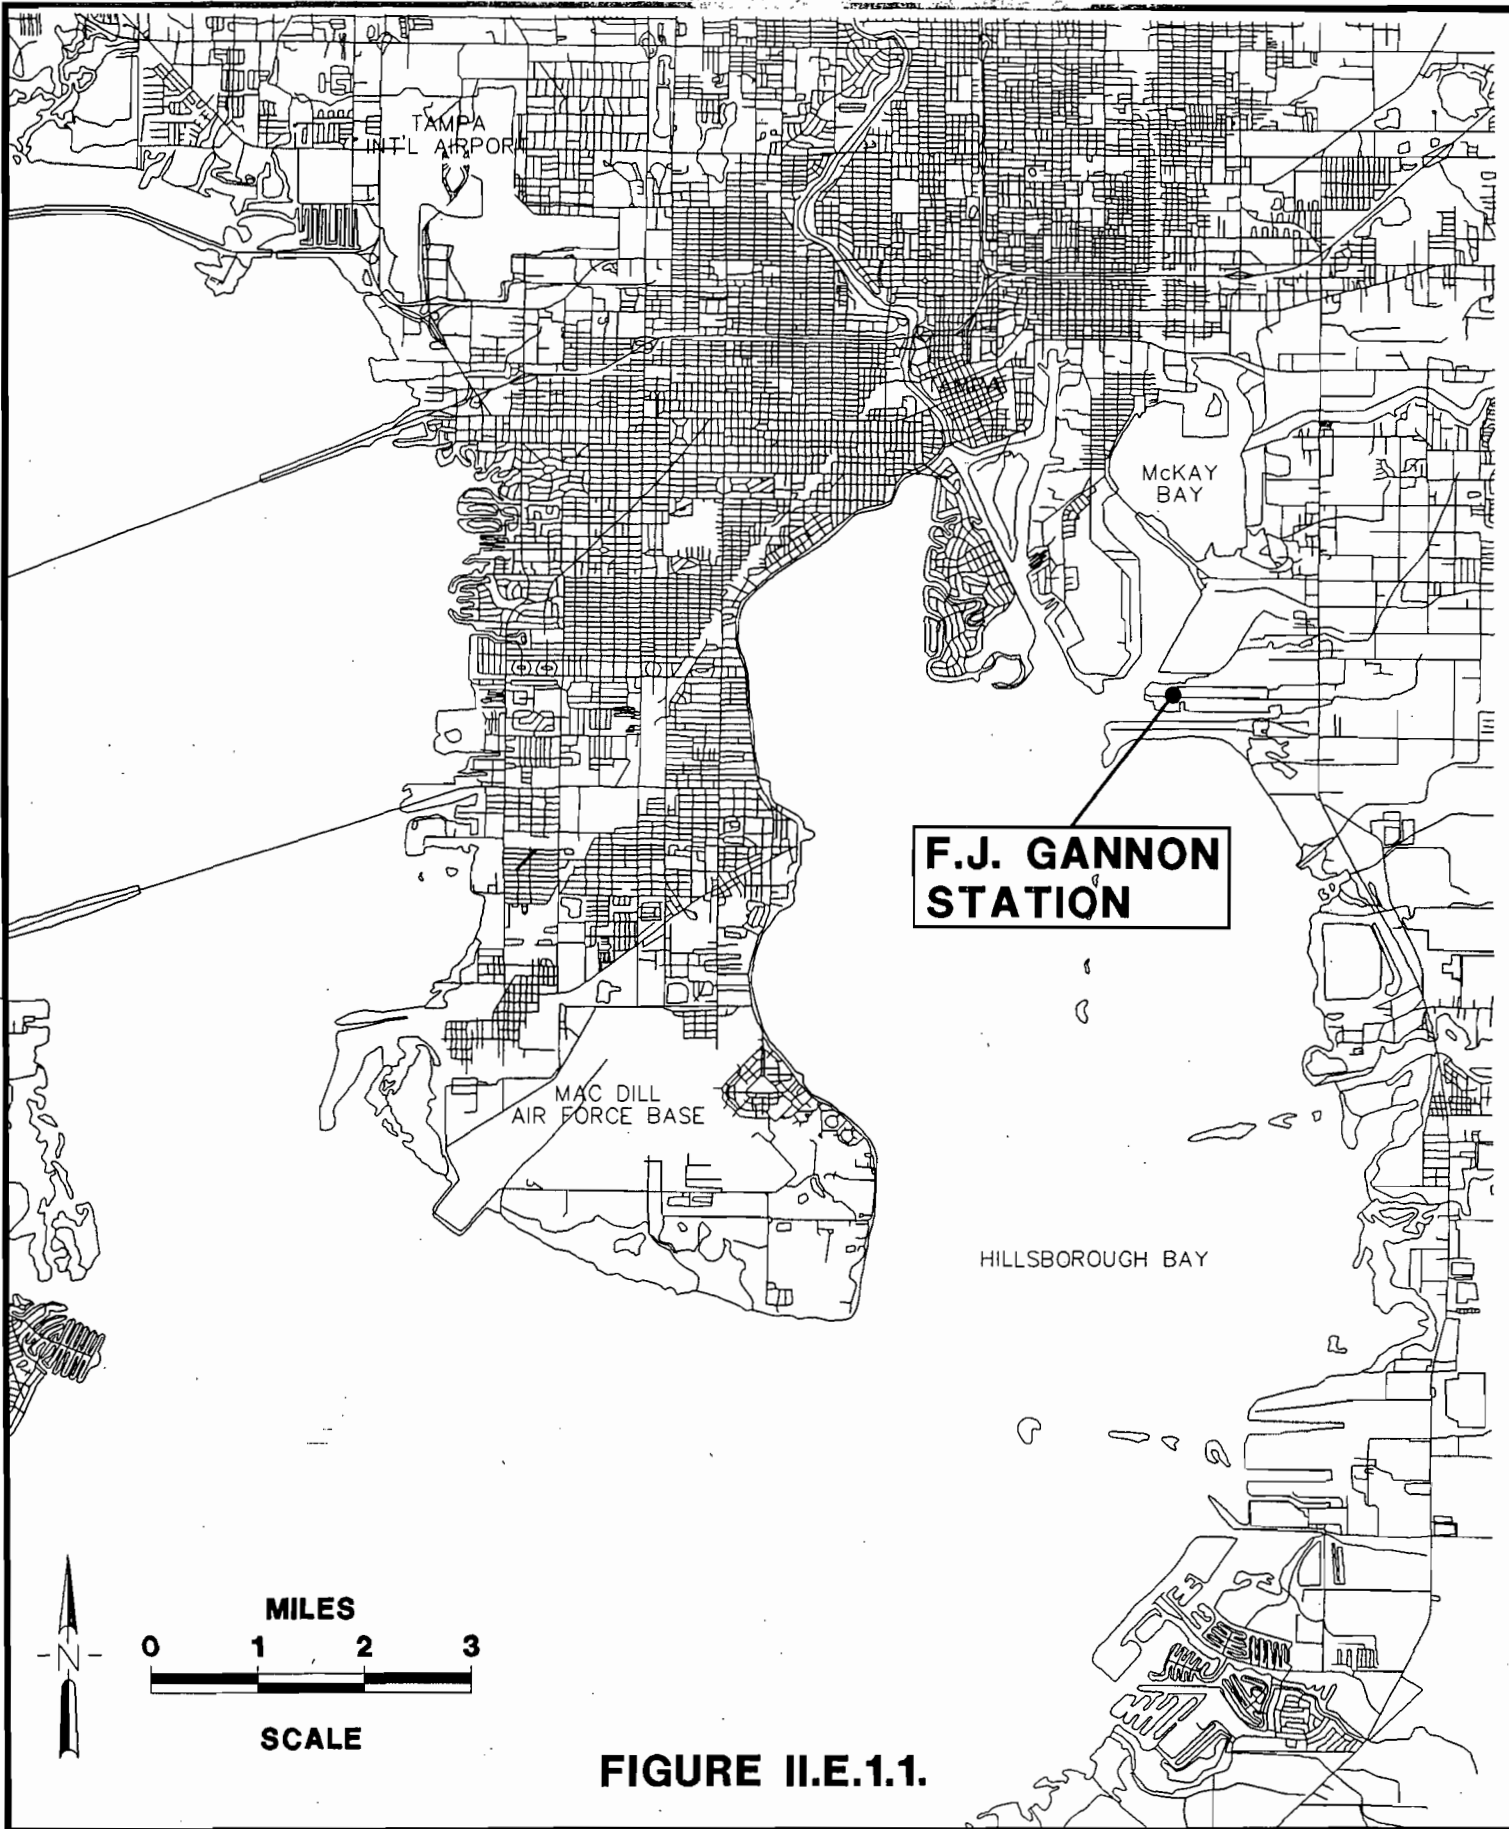 TAMPA
INT'L AIRPORT
TAMPA
McKAY
BAY
F.J. GANNON
STATION
MAC DILL
AIR FORCE BASE
HILLSBOROUGH BAY
N
MILES
0 1 2 3
SCALE
FIGURE II.E.1.1.